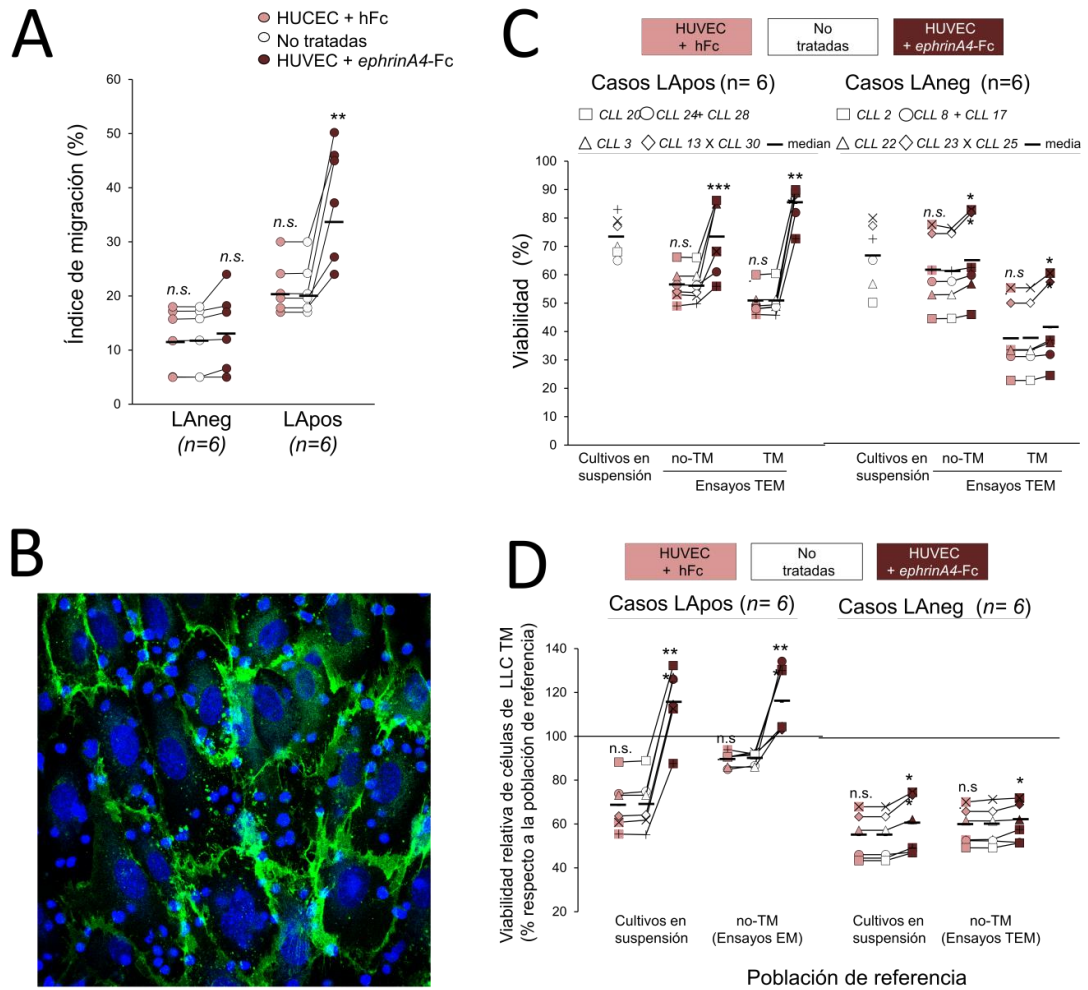 A
HUCEC + hFc
No tratadas
HUVEC + ephrinA4-Fc
Índice de migración (%)
60
50
40
30
20
10
0
n.s.
n.s.
n.s.
**
LAneg
(n=6)
LApos
(n=6)
B
C
HUVEC
+ hFc
No
tratadas
HUVEC
+ ephrinA4-Fc
Casos LApos (n= 6)
Casos LAneg (n=6)
CLL 20 CLL 24 + CLL 28
CLL 3 CLL 13 X CLL 30 median
CLL 2 CLL 8 + CLL 17
CLL 22 CLL 23 X CLL 25 media
Viabilidad (%)
100
90
80
70
60
50
40
30
20
10
0
n.s.
***
n.s
**
n.s.
*
*
n.s
*
*
Cultivos en
suspensión
no-TM
TM
Ensayos TEM
Cultivos en
suspensión
no-TM
TM
Ensayos TEM
D
HUVEC
+ hFc
No
tratadas
HUVEC
+ ephrinA4-Fc
Casos LApos (n= 6)
Casos LAneg (n= 6)
Viabilidad relativa de células de LLC TM
(% respecto a la población de referencia)
140
120
100
80
60
40
20
n.s.
**
*
n.s
**
*
n.s.
*
*
n.s
*
Cultivos en
suspensión
no-TM
(Ensayos EM)
Cultivos en
suspensión
no-TM
(Ensayos TEM)
Población de referencia